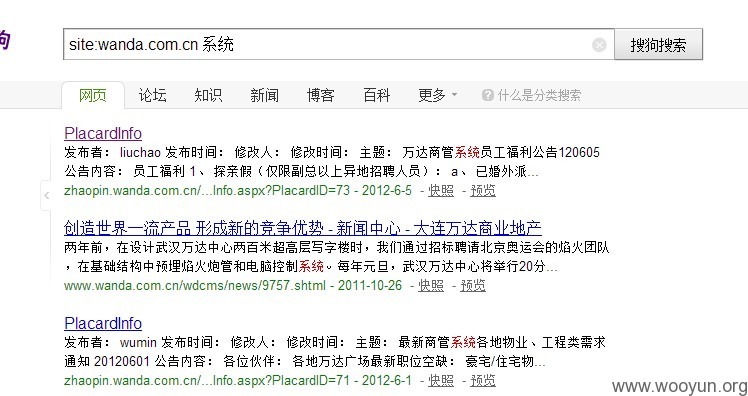 狗
site:wanda.com.cn 系统
搜狗搜索
网页 论坛 知识 新闻 博客 百科 更多 什么是分类搜索
PlacardInfo
发布者： liuchao 发布时间： 修改人： 修改时间： 主题： 万达商管系统员工福利公告120605
公告内容： 员工福利 1、 探亲假（仅限副总以上异地招聘人员）： a、 已婚外派...
zhaopin.wanda.com.cn/...Info.aspx?PlacardID=73 - 2012-6-5 - 快照 - 预览
创造世界一流产品 形成新的竞争优势 - 新闻中心 - 大连万达商业地产
两年前，在设计武汉万达中心两百米超高层写字楼时，我们通过招标聘请北京奥运会的焰火团队
，在基础结构中预埋焰火炮管和电脑控制系统。每年元旦，武汉万达中心将举行20分...
www.wanda.com.cn/wdcms/news/9757.shtml - 2011-10-26 - 快照 - 预览
PlacardInfo
发布者： wumin 发布时间： 修改人： 修改时间： 主题： 最新商管系统各地物业、工程类需求
通知 20120601 公告内容： 各位伙伴： 各地万达广场最新职位空缺： 豪宅/住宅物...
zhaopin.wanda.com.cn/...Info.aspx?PlacardID=71 - 2012-6-1 - 快照 - 预览
www.wooyun.org